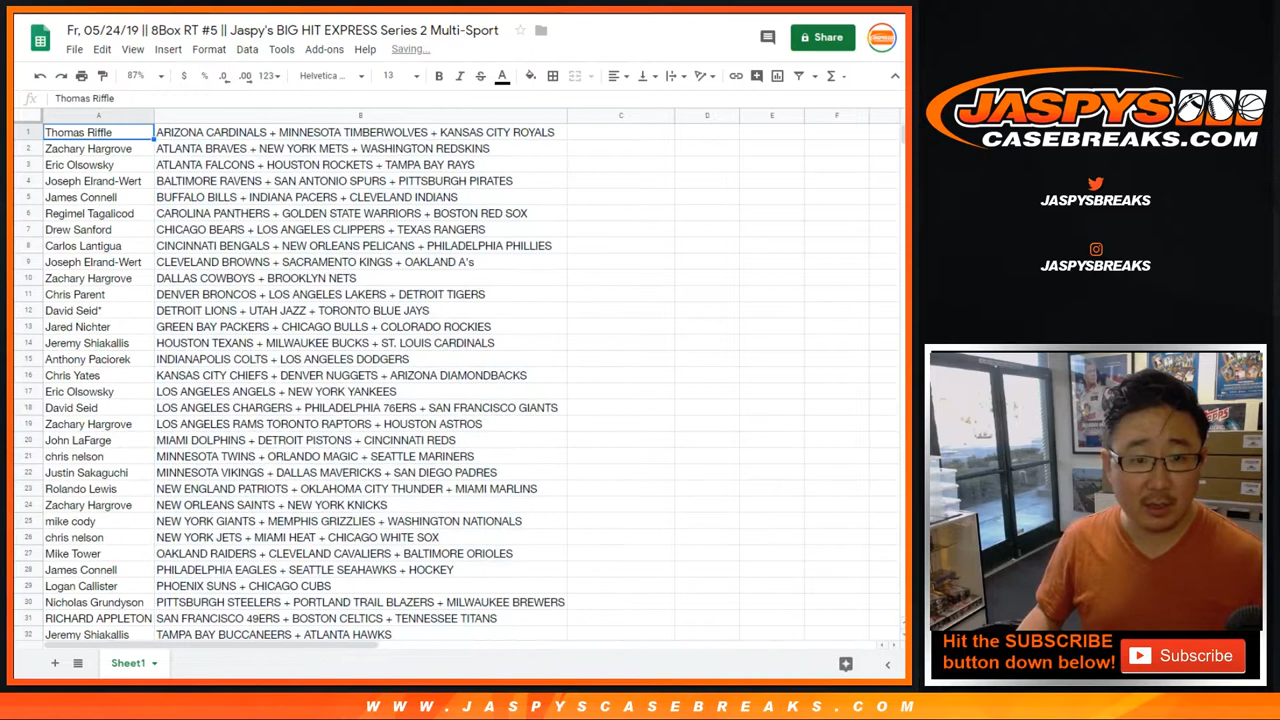 Fr, 05/24/19 || 8Box RT #5 || Jaspy's BIG HIT EXPRESS Series 2 Multi-Sport
File Edit View Insert Format Data Tools Add-ons Help Saving...
Share
87% $ % .0 .00 123 Helvetica ... 13 B I S A
fx Thomas Riffle
A B C D E F
1 Thomas Riffle ARIZONA CARDINALS + MINNESOTA TIMBERWOLVES + KANSAS CITY ROYALS
2 Zachary Hargrove ATLANTA BRAVES + NEW YORK METS + WASHINGTON REDSKINS
3 Eric Olsowsky ATLANTA FALCONS + HOUSTON ROCKETS + TAMPA BAY RAYS
4 Joseph Elrand-Wert BALTIMORE RAVENS + SAN ANTONIO SPURS + PITTSBURGH PIRATES
5 James Connell BUFFALO BILLS + INDIANA PACERS + CLEVELAND INDIANS
6 Regimel Tagalicod CAROLINA PANTHERS + GOLDEN STATE WARRIORS + BOSTON RED SOX
7 Drew Sanford CHICAGO BEARS + LOS ANGELES CLIPPERS + TEXAS RANGERS
8 Carlos Lantigua CINCINNATI BENGALS + NEW ORLEANS PELICANS + PHILADELPHIA PHILLIES
9 Joseph Elrand-Wert CLEVELAND BROWNS + SACRAMENTO KINGS + OAKLAND A's
10 Zachary Hargrove DALLAS COWBOYS + BROOKLYN NETS
11 Chris Parent DENVER BRONCOS + LOS ANGELES LAKERS + DETROIT TIGERS
12 David Seid* DETROIT LIONS + UTAH JAZZ + TORONTO BLUE JAYS
13 Jared Nichter GREEN BAY PACKERS + CHICAGO BULLS + COLORADO ROCKIES
14 Jeremy Shiakallis HOUSTON TEXANS + MILWAUKEE BUCKS + ST. LOUIS CARDINALS
15 Anthony Paciorek INDIANAPOLIS COLTS + LOS ANGELES DODGERS
16 Chris Yates KANSAS CITY CHIEFS + DENVER NUGGETS + ARIZONA DIAMONDBACKS
17 Eric Olsowsky LOS ANGELES ANGELS + NEW YORK YANKEES
18 David Seid LOS ANGELES CHARGERS + PHILADELPHIA 76ERS + SAN FRANCISCO GIANTS
19 Zachary Hargrove LOS ANGELES RAMS TORONTO RAPTORS + HOUSTON ASTROS
20 John LaFarge MIAMI DOLPHINS + DETROIT PISTONS + CINCINNATI REDS
21 chris nelson MINNESOTA TWINS + ORLANDO MAGIC + SEATTLE MARINERS
22 Justin Sakaguchi MINNESOTA VIKINGS + DALLAS MAVERICKS + SAN DIEGO PADRES
23 Rolando Lewis NEW ENGLAND PATRIOTS + OKLAHOMA CITY THUNDER + MIAMI MARLINS
24 Zachary Hargrove NEW ORLEANS SAINTS + NEW YORK KNICKS
25 mike cody NEW YORK GIANTS + MEMPHIS GRIZZLIES + WASHINGTON NATIONALS
26 chris nelson NEW YORK JETS + MIAMI HEAT + CHICAGO WHITE SOX
27 Mike Tower OAKLAND RAIDERS + CLEVELAND CAVALIERS + BALTIMORE ORIOLES
28 James Connell PHILADELPHIA EAGLES + SEATTLE SEAHAWKS + HOCKEY
29 Logan Callister PHOENIX SUNS + CHICAGO CUBS
30 Nicholas Grundyson PITTSBURGH STEELERS + PORTLAND TRAIL BLAZERS + MILWAUKEE BREWERS
31 RICHARD APPLETON SAN FRANCISCO 49ERS + BOSTON CELTICS + TENNESSEE TITANS
32 Jeremy Shiakallis TAMPA BAY BUCCANEERS + ATLANTA HAWKS
Sheet1
JASPYS
CASEBREAKS.COM
JASPYSBREAKS
JASPYSBREAKS
Hit the SUBSCRIBE
button down below!
Subscribe
WWW.JASPYSCASEBREAKS.COM